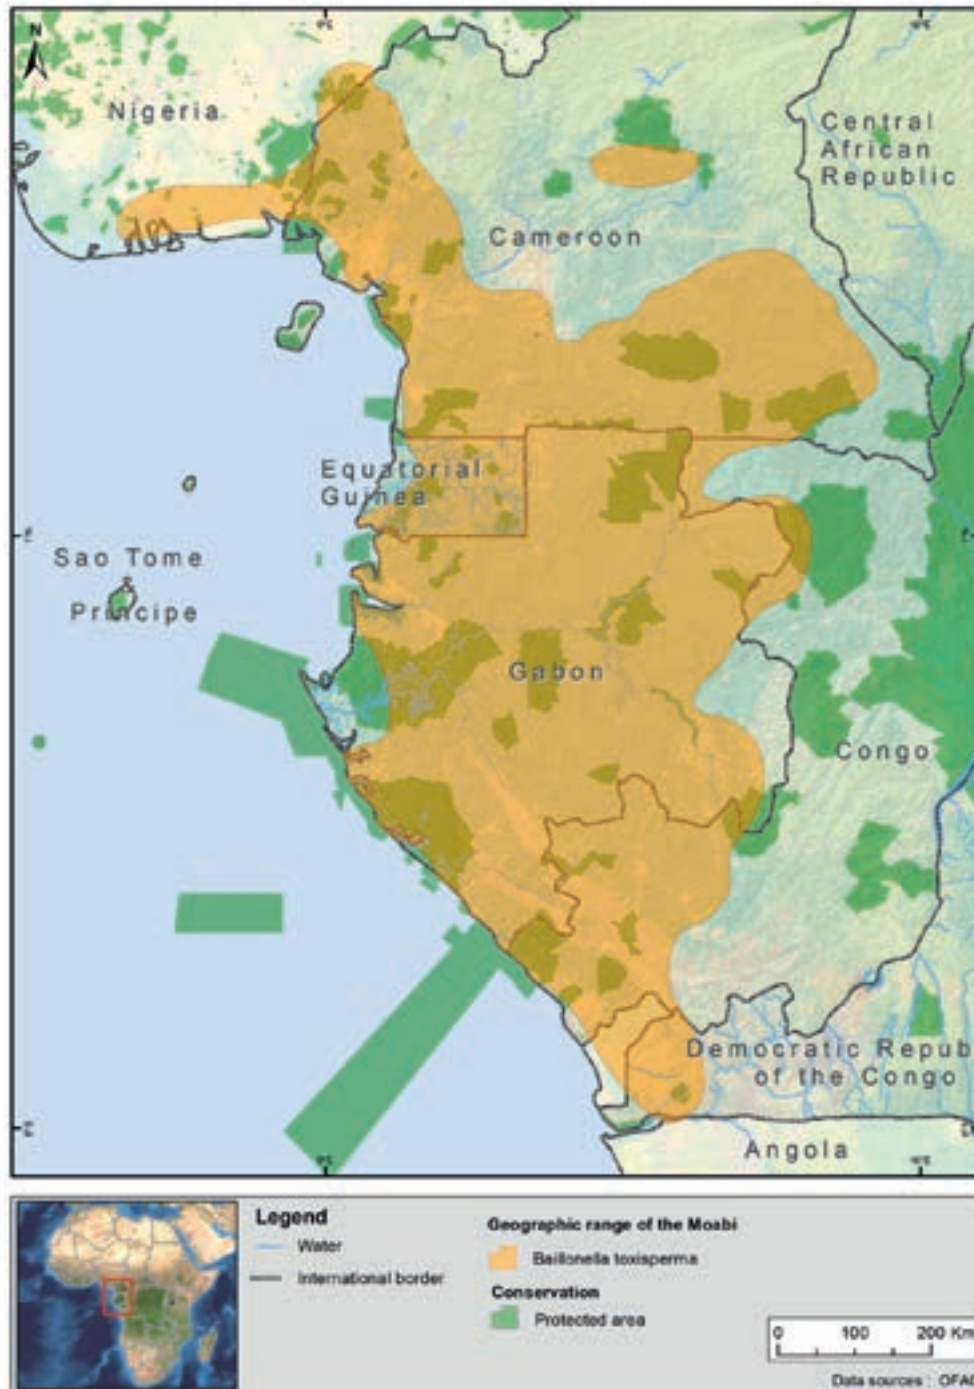 N
Nigeria
Central
African
Republic
Cameroon
Equatorial
Guinea
Sao Tome
&
Principe
Gabon
Congo
Democratic Repub
of the Congo
Angola
Legend
Water
International border
Geographic range of the Moabi
Baillonella toxisperma
Conservation
Protected area
0 100 200 Km
Data sources : OFAC